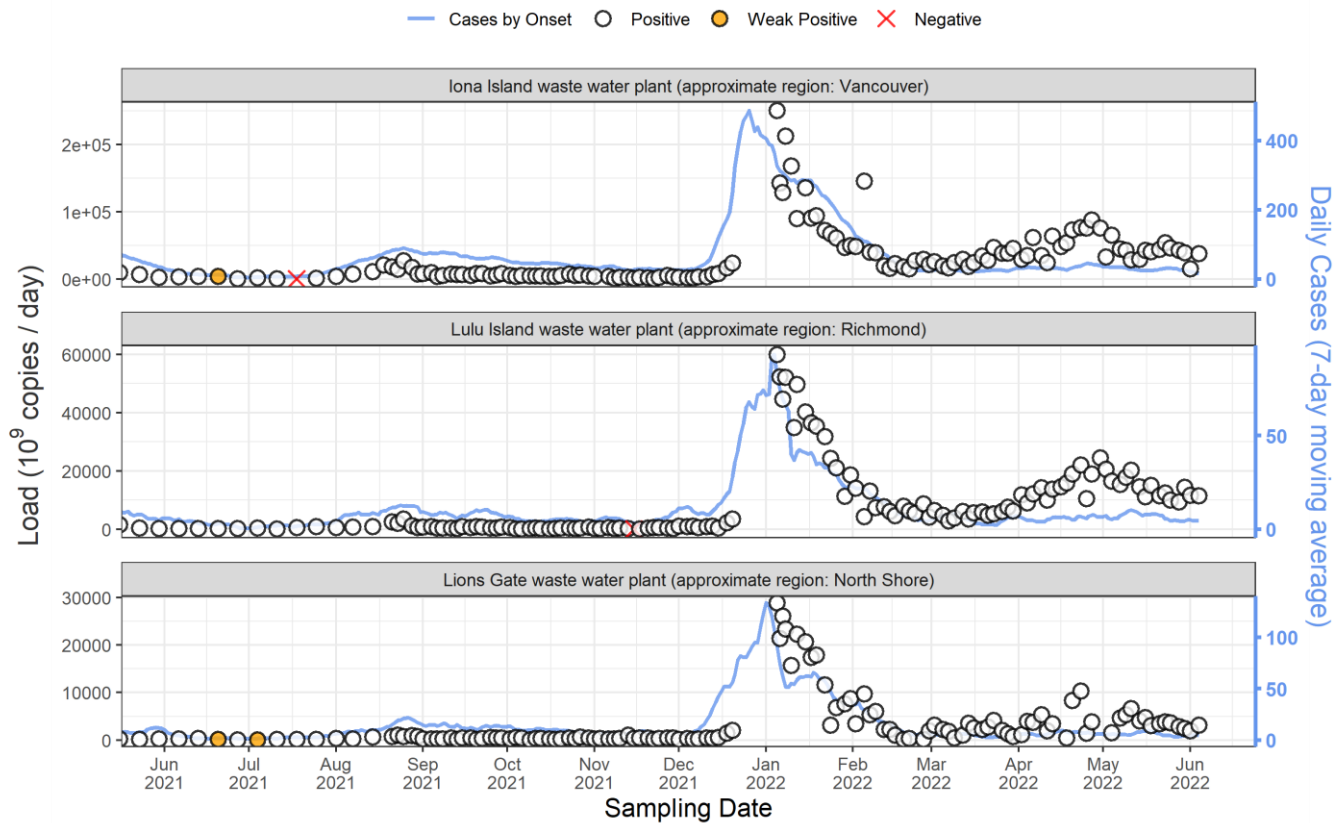 Cases by Onset Positive Weak Positive Negative
Iona Island waste water plant (approximate region: Vancouver)
2e+05
1e+05
0e+00
400
200
0
Lulu Island waste water plant (approximate region: Richmond)
60000
40000
20000
0
50
0
Lions Gate waste water plant (approximate region: North Shore)
30000
20000
10000
0
100
50
0
Load (10⁹ copies / day)
Daily Cases (7-day moving average)
Jun Jul Aug Sep Oct Nov Dec Jan Feb Mar Apr May Jun
2021 2021 2021 2021 2021 2021 2021 2022 2022 2022 2022 2022 2022
Sampling Date